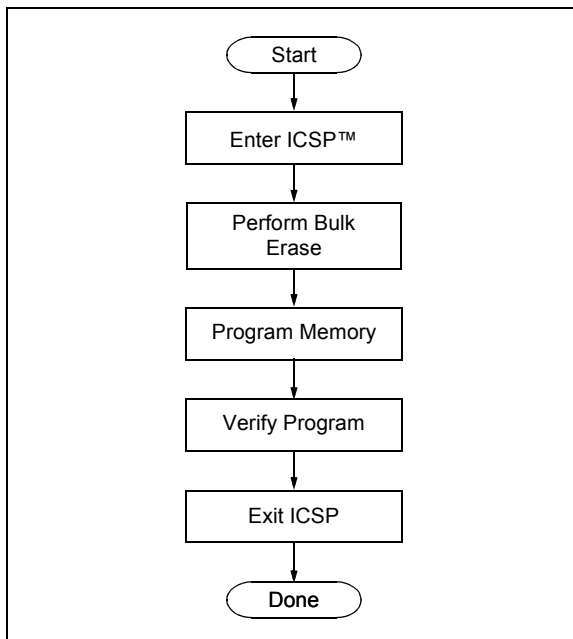 Start
Enter ICSP™
Perform Bulk
Erase
Program Memory
Verify Program
Exit ICSP
Done